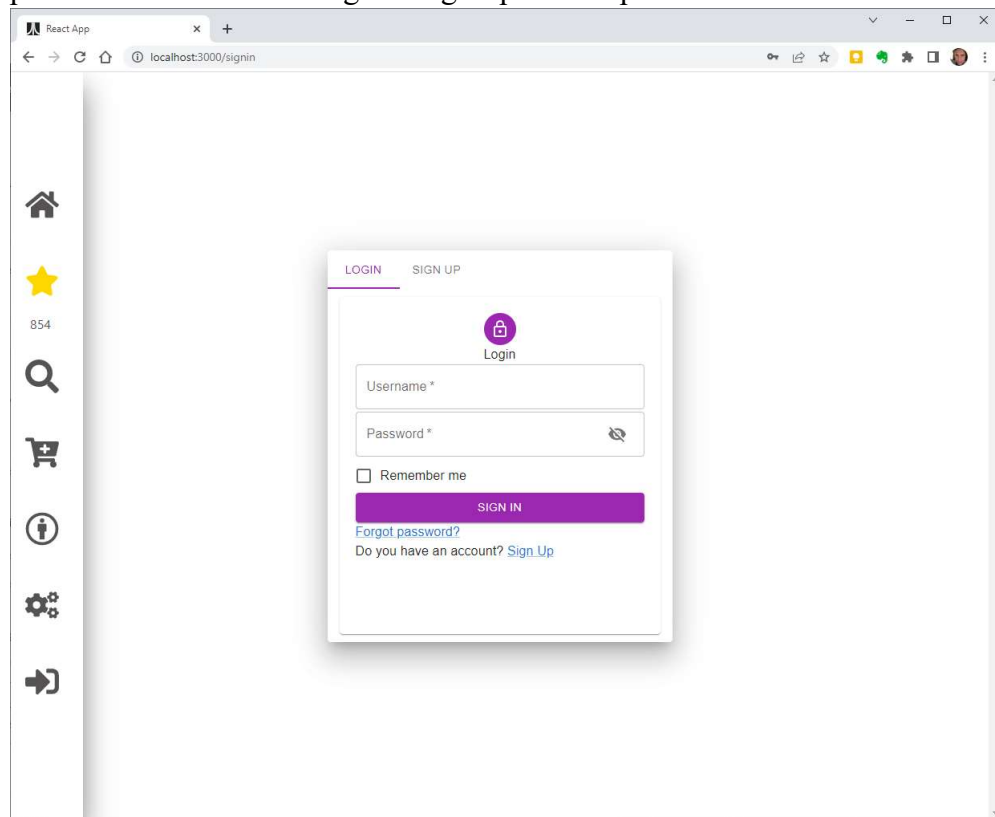 React App
localhost:3000/signin
LOGIN SIGN UP
854
Login
Username *
Password *
Remember me
SIGN IN
Forgot password?
Do you have an account? Sign Up